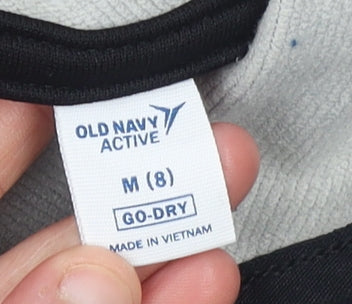 OLD NAVY
ACTIVE
M (8)
GO-DRY
MADE IN VIETNAM